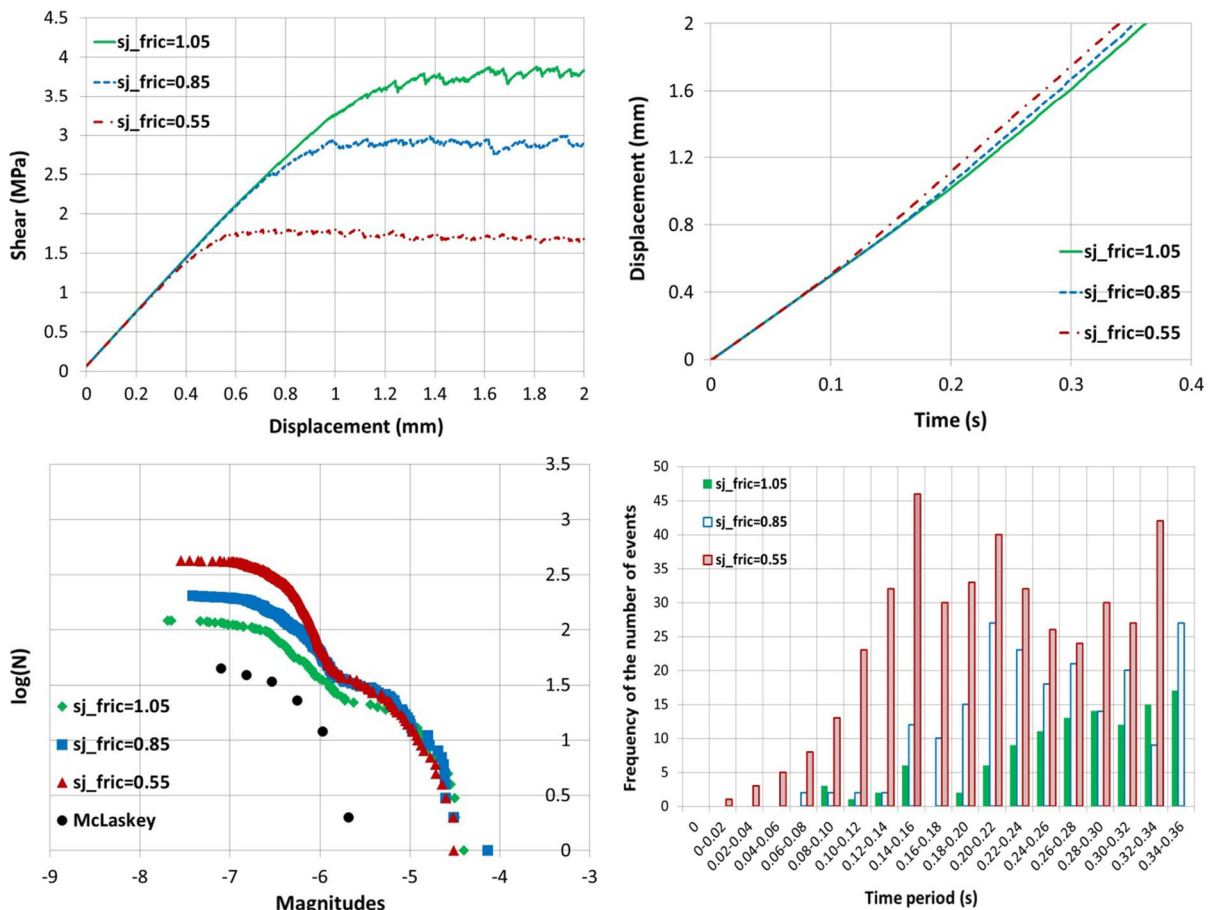 4.5
4
3.5
3
2.5
2
1.5
1
0.5
0
Shear (MPa)
sj_fric=1.05
sj_fric=0.85
sj_fric=0.55
0 0.2 0.4 0.6 0.8 1 1.2 1.4 1.6 1.8 2
Displacement (mm)
2
1.6
1.2
0.8
0.4
0
Displacement (mm)
sj_fric=1.05
sj_fric=0.85
sj_fric=0.55
0 0.1 0.2 0.3 0.4
Time (s)
3.5
3
2.5
2
1.5
1
0.5
0
log(N)
sj_fric=1.05
sj_fric=0.85
sj_fric=0.55
McLaskey
-9 -8 -7 -6 -5 -4 -3
Magnitudes
50
45
40
35
30
25
20
15
10
5
0
Frequency of the number of events
sj_fric=1.05
sj_fric=0.85
sj_fric=0.55
0
0-0.02
0.02-0.04
0.04-0.06
0.06-0.08
0.08-0.10
0.10-0.12
0.12-0.14
0.14-0.16
0.16-0.18
0.18-0.20
0.20-0.22
0.22-0.24
0.24-0.26
0.26-0.28
0.28-0.30
0.30-0.32
0.32-0.34
0.34-0.36
Time period (s)